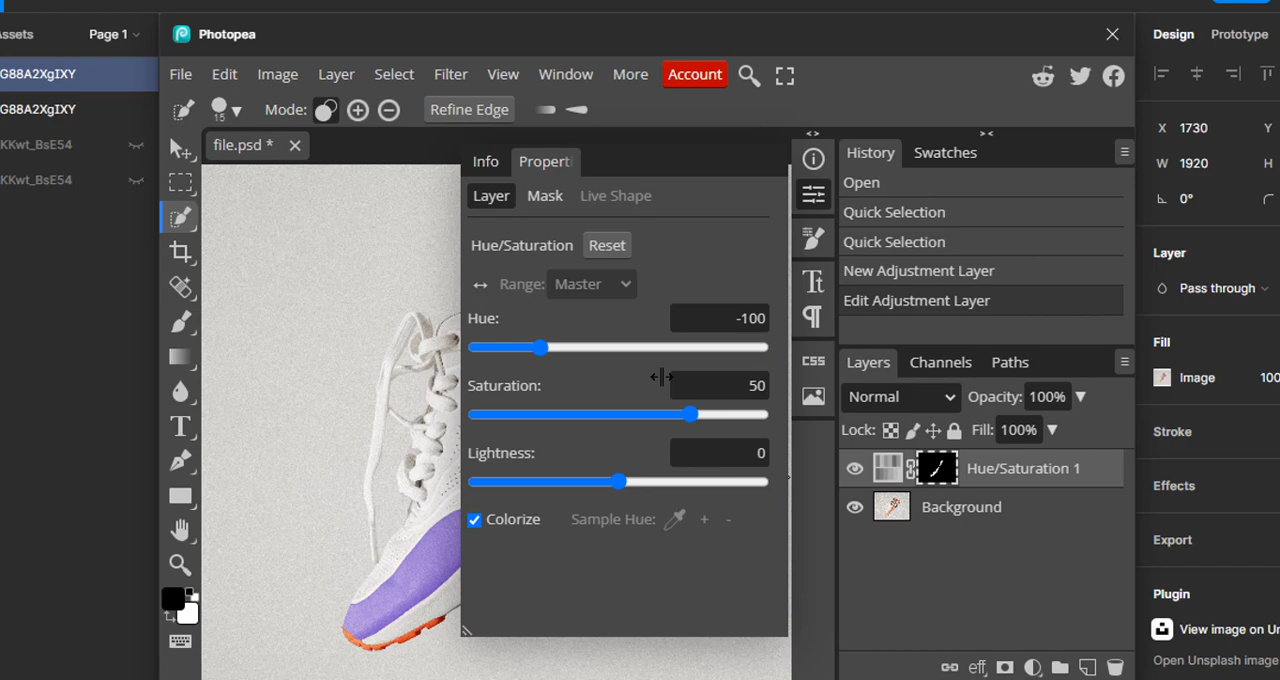 ssets
Page 1
Photopea
Design
Prototype
G88A2XgIXY
G88A2XgIXY
KKwt_BsE54
KKwt_BsE54
File
Edit
Image
Layer
Select
Filter
View
Window
More
Account
15
Mode:
Refine Edge
file.psd *
Info
Properti
Layer
Mask
Live Shape
Hue/Saturation
Reset
Range:
Master
Hue:
-100
Saturation:
50
Lightness:
0
Colorize
Sample Hue:
+
-
CSS
History
Swatches
Open
Quick Selection
Quick Selection
New Adjustment Layer
Edit Adjustment Layer
Layers
Channels
Paths
Normal
Opacity:
100%
Lock:
Fill:
100%
Hue/Saturation 1
Background
eff
X
1730
Y
W
1920
H
0°
Layer
Pass through
Fill
Image
100
Stroke
Effects
Export
Plugin
View image on Un
Open Unsplash image